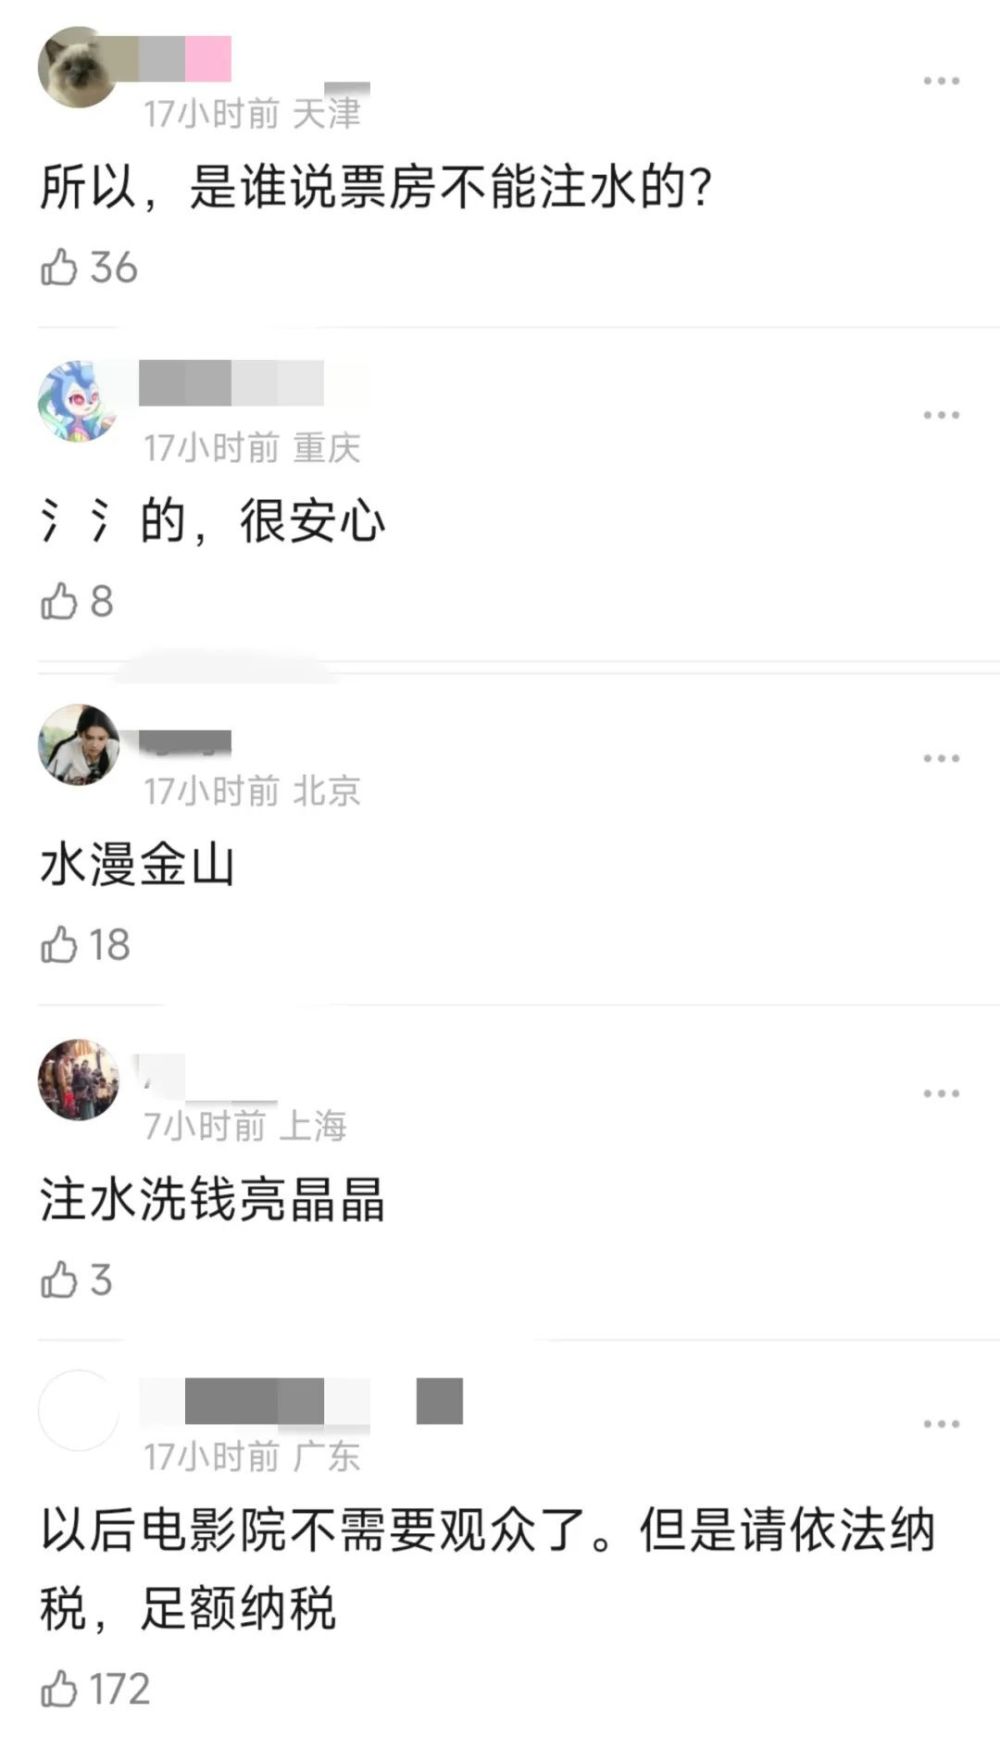 17小时前 天津
所以，是谁说票房不能注水的？
36
17小时前 重庆
氵氵的，很安心
8
17小时前 北京
水漫金山
18
7小时前 上海
注水洗钱亮晶晶
3
17小时前 广东
以后电影院不需要观众了。但是请依法纳
税，足额纳税
172